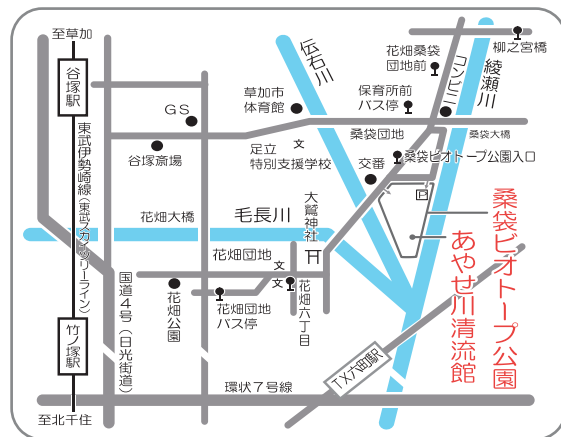 至草加
谷塚駅
東武伊勢崎線(東武スカイツリーライン)
竹ノ塚駅
至北千住
国道4号(日光街道)
GS
谷塚斎場
草加市
体育館
伝右川
花畑桑袋
団地前
コンビニ
綾瀬川
柳之宮橋
保育所前
バス停
桑袋団地
桑袋大橋
足立
特別支援学校
文
交番
桑袋ビオトープ公園入口
P
花畑大橋
毛長川
大鷲神社
花畑団地
文
文
花畑公園
花畑団地
バス停
花畑六丁目
桑袋ビオトープ公園
あやせ川清流館
TX六町駅
環状7号線